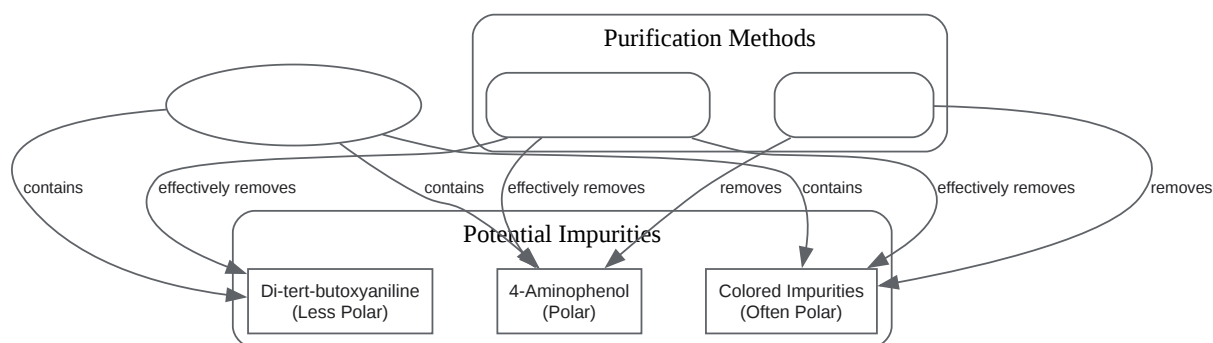 Purification Methods
contains
effectively removes
contains
effectively removes
removes
contains
effectively removes
removes
Potential Impurities
Di-tert-butoxyaniline
(Less Polar)
4-Aminophenol
(Polar)
Colored Impurities
(Often Polar)